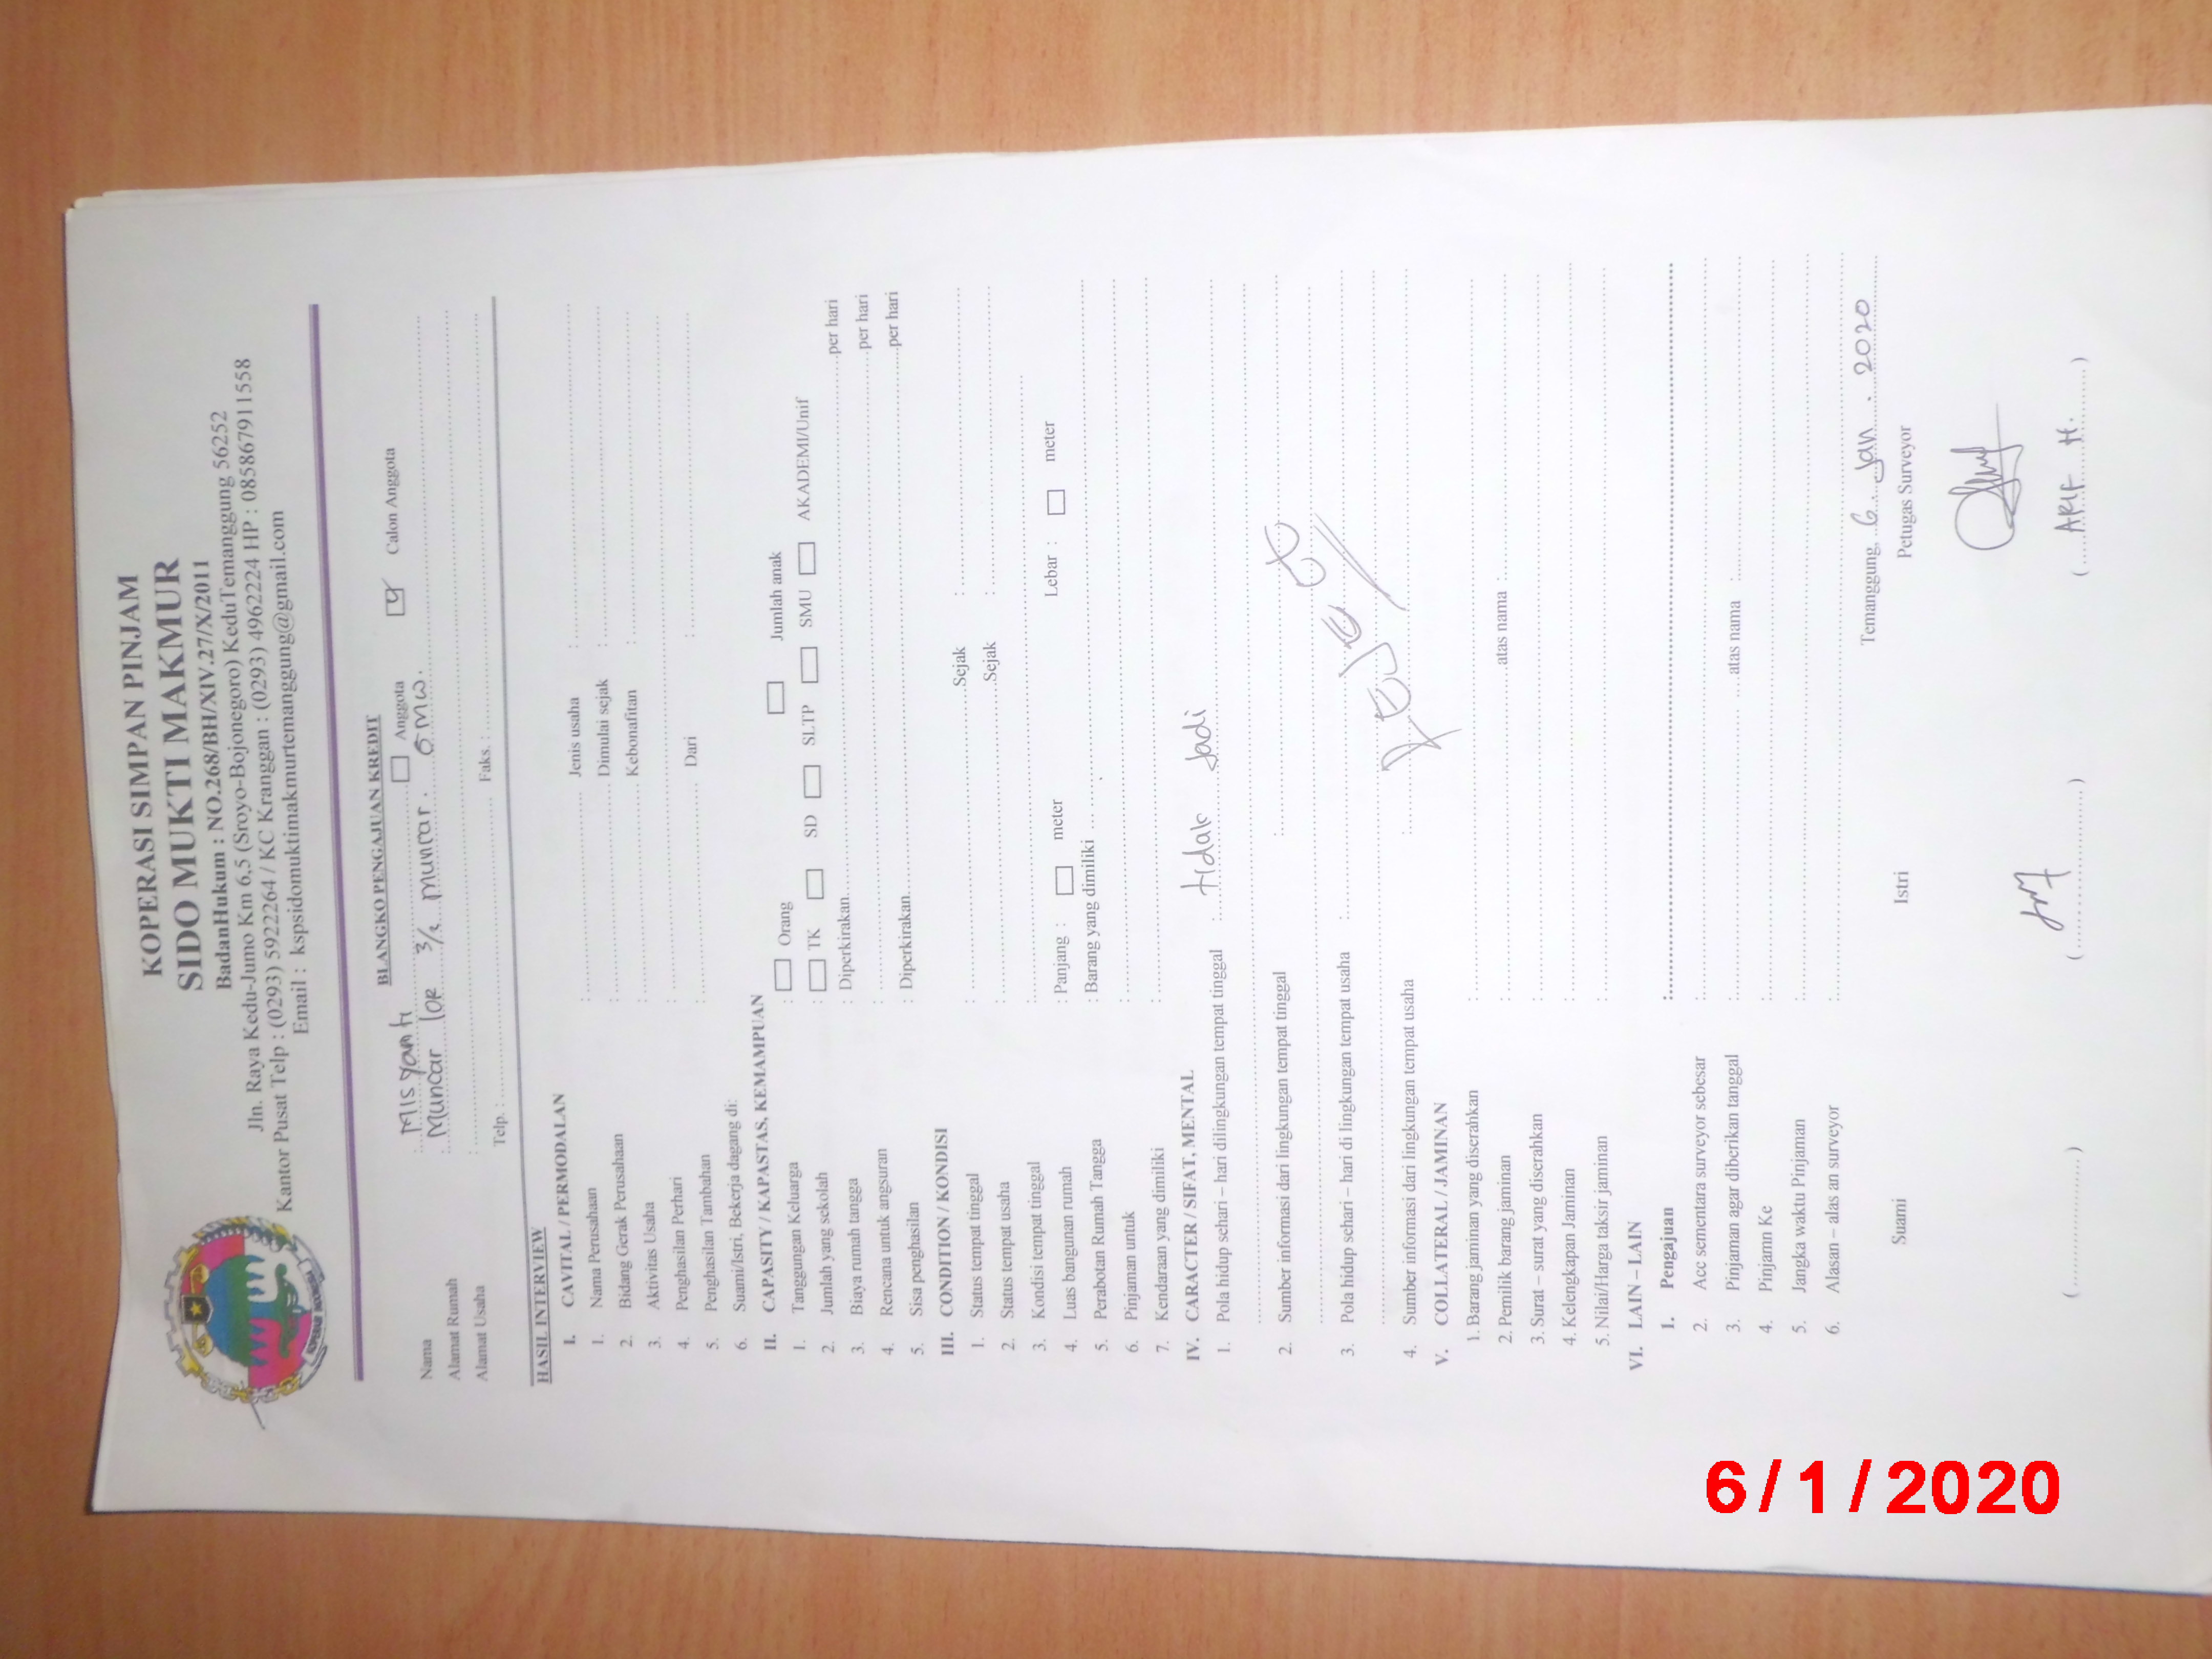 KOPERASI SIMPAN PINJAM
SIDO MUKTI MAKMUR
BadanHukum : NO.268/BH/XIV.27/X/2011
Jln. Raya Kedu-Jumo Km 6,5 (Sroyo-Bojonegoro) KeduTemanggung 56252
Kantor Pusat Telp : (0293) 5922264 / KC Kranggan : (0293) 4962224 HP : 085867911558
Email : kspsidomuktimakmurtemanggung@gmail.com
BLANGKO PENGAJUAN KREDIT
Anggota Calon Anggota
Nama : Misyanti
Alamat Rumah : Muncar lor 3/2 Muncar . GMW.
Alamat Usaha :
Telp. : Faks. :
HASIL INTERVIEW
I. CAVITAL / PERMODALAN
1. Nama Perusahaan : Jenis usaha :
2. Bidang Gerak Perusahaan : Dimulai sejak :
3. Aktivitas Usaha : Kebonafitan :
4. Penghasilan Perhari :
5. Penghasilan Tambahan : Dari :
6. Suami/Istri, Bekerja dagang di:
II. CAPASITY / KAPASTAS, KEMAMPUAN
1. Tanggungan Keluarga : Orang Jumlah anak
2. Jumlah yang sekolah : TK SD SLTP SMU AKADEMI/Unif
3. Biaya rumah tangga : Diperkirakan per hari
4. Rencana untuk angsuran : per hari
5. Sisa penghasilan : Diperkirakan per hari
III. CONDITION / KONDISI
1. Status tempat tinggal : Sejak :
2. Status tempat usaha : Sejak :
3. Kondisi tempat tinggal :
4. Luas bangunan rumah : Panjang : meter Lebar : meter
5. Perabotan Rumah Tangga : Barang yang dimiliki
6. Pinjaman untuk :
7. Kendaraan yang dimiliki :
IV. CARACTER / SIFAT, MENTAL
1. Pola hidup sehari – hari dilingkungan tempat tinggal : tidak jadi
2. Sumber informasi dari lingkungan tempat tinggal :
3. Pola hidup sehari – hari di lingkungan tempat usaha :
4. Sumber informasi dari lingkungan tempat usaha :
V. COLLATERAL / JAMINAN
1. Barang jaminan yang diserahkan :
2. Pemilik barang jaminan : atas nama :
3. Surat – surat yang diserahkan :
4. Kelengkapan Jaminan :
5. Nilai/Harga taksir jaminan :
VI. LAIN – LAIN
1. Pengajuan :
2. Acc sementara surveyor sebesar :
3. Pinjaman agar diberikan tanggal : atas nama :
4. Pinjamn Ke :
5. Jangka waktu Pinjaman :
6. Alasan – alas an surveyor :
Temanggung, 6 Jan . 2020
Suami Istri Petugas Surveyor
( ) ( ) ( ARIF H. )
6/1/2020